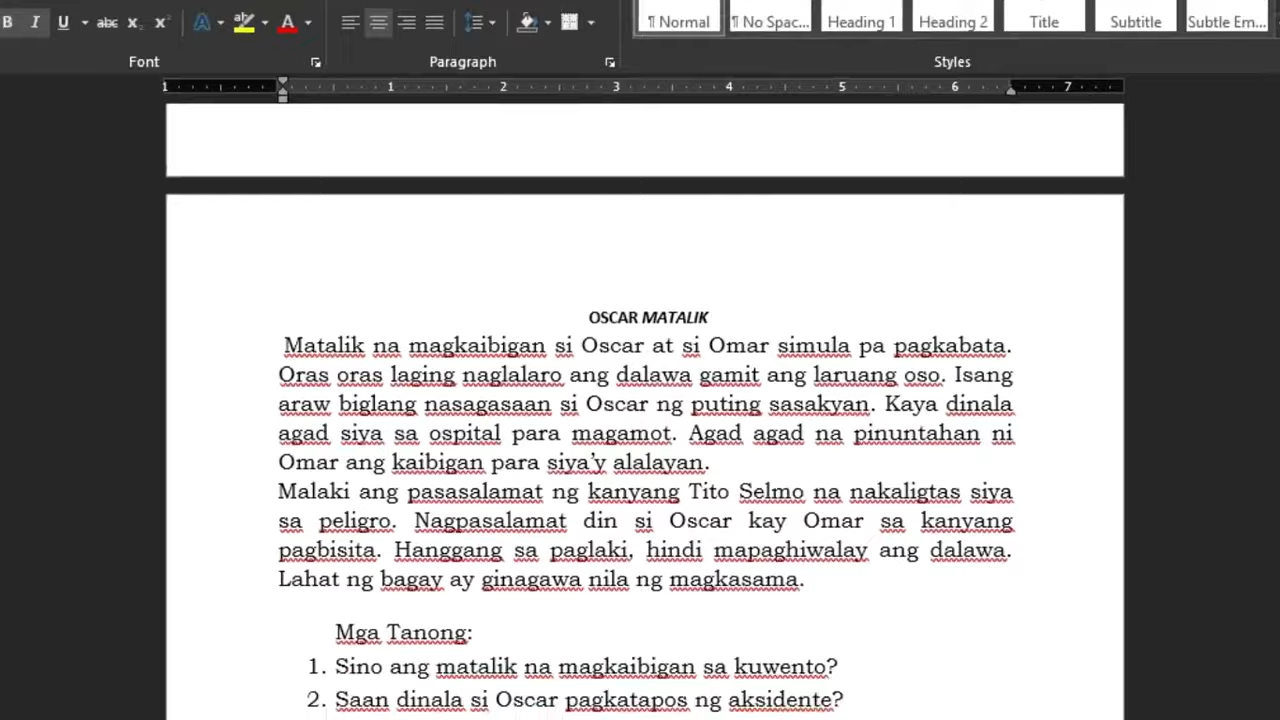 B I U abc x₂ x² A ab A
¶ Normal ¶ No Spac... Heading 1 Heading 2 Title Subtitle Subtle Em...
Font Paragraph Styles
1 1 2 3 4 5 6 7
OSCAR MATALIK
Matalik na magkaibigan si Oscar at si Omar simula pa pagkabata.
Oras oras laging naglalaro ang dalawa gamit ang laruang oso. Isang
araw biglang nasagasaan si Oscar ng puting sasakyan. Kaya dinala
agad siya sa ospital para magamot. Agad agad na pinuntahan ni
Omar ang kaibigan para siya’y alalayan.
Malaki ang pasasalamat ng kanyang Tito Selmo na nakaligtas siya
sa peligro. Nagpasalamat din si Oscar kay Omar sa kanyang
pagbisita. Hanggang sa paglaki, hindi mapaghiwalay ang dalawa.
Lahat ng bagay ay ginagawa nila ng magkasama.
Mga Tanong:
1. Sino ang matalik na magkaibigan sa kuwento?
2. Saan dinala si Oscar pagkatapos ng aksidente?